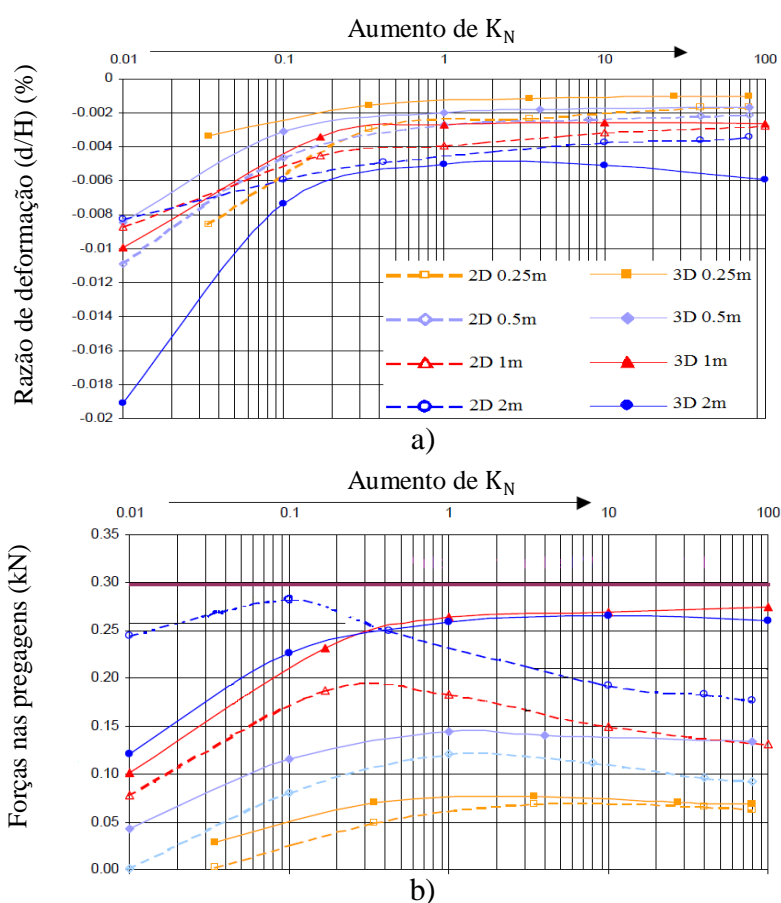 Aumento de K_N
0.01 0.1 1 10 100
Razão de deformação (d/H) (%)
0
-0.002
-0.004
-0.006
-0.008
-0.01
-0.012
-0.014
-0.016
-0.018
-0.02
2D 0.25m 3D 0.25m
2D 0.5m 3D 0.5m
2D 1m 3D 1m
2D 2m 3D 2m
a)
Aumento de K_N
0.01 0.1 1 10 100
Forças nas pregagens (kN)
0.35
0.30
0.25
0.20
0.15
0.10
0.05
0.00
b)